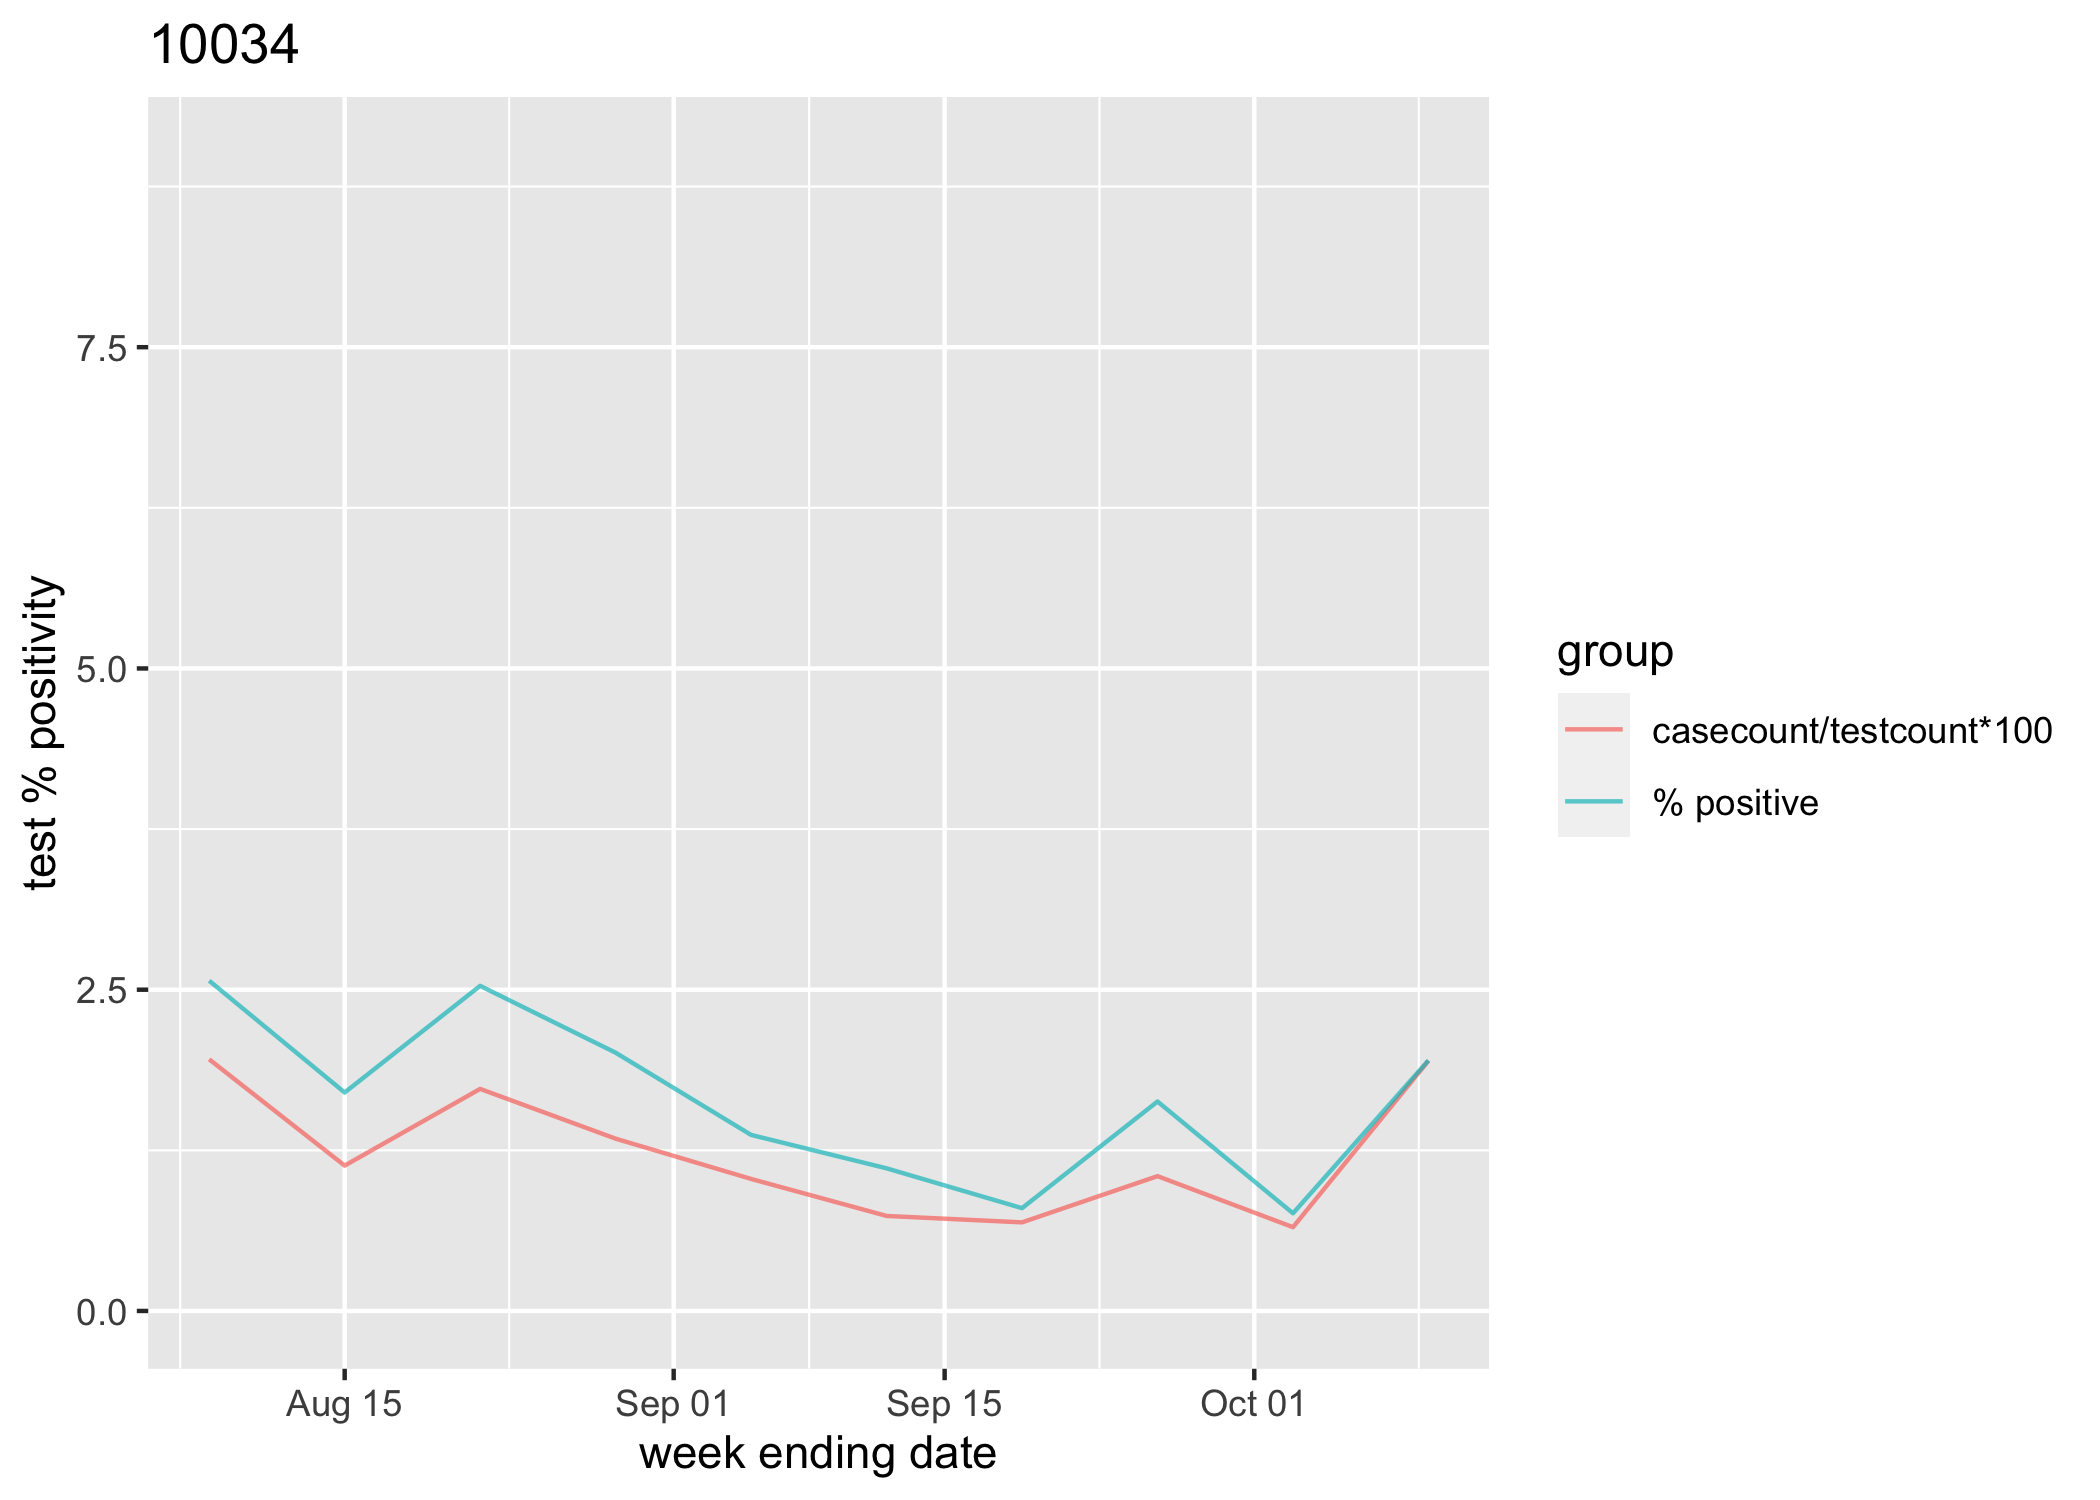 10034
test % positivity
7.5
5.0
2.5
0.0
Aug 15
Sep 01
Sep 15
Oct 01
week ending date
group
casecount/testcount*100
% positive